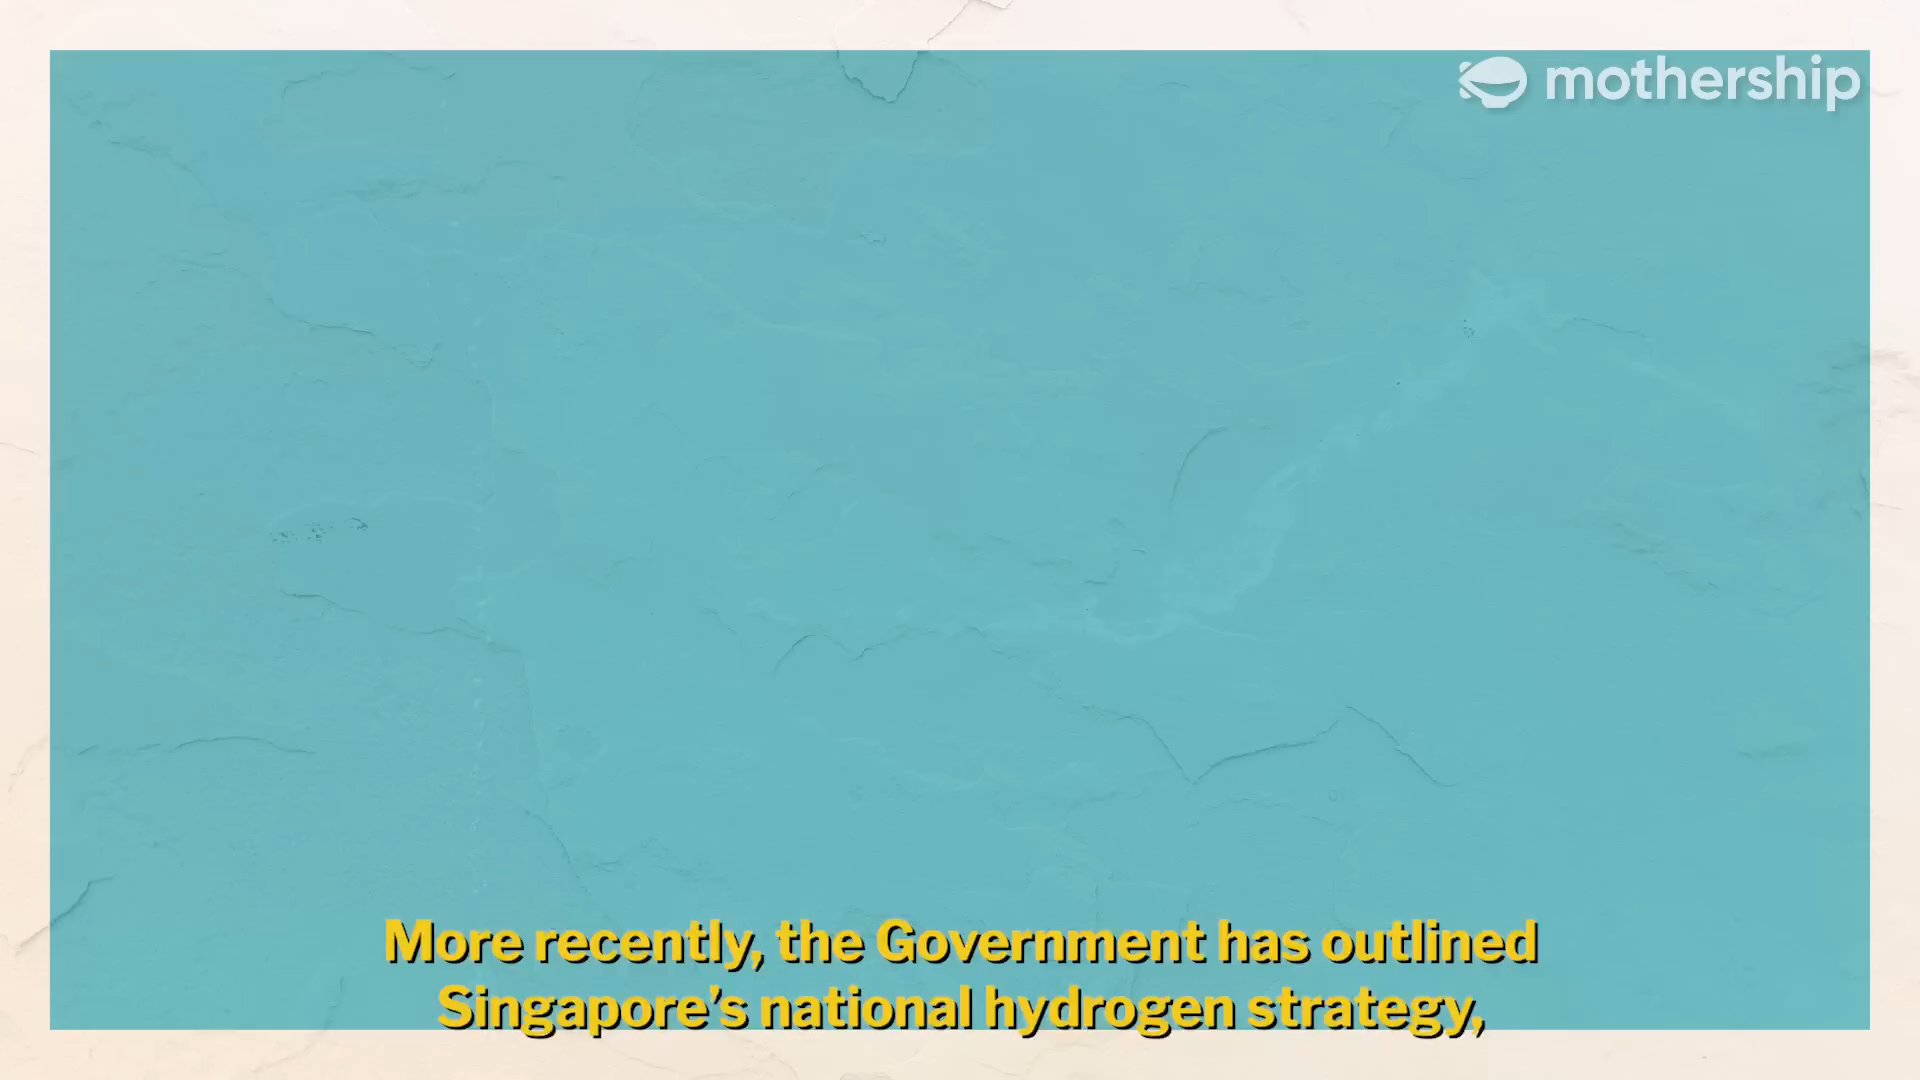 mothership
More recently, the Government has outlined
Singapore’s national hydrogen strategy,